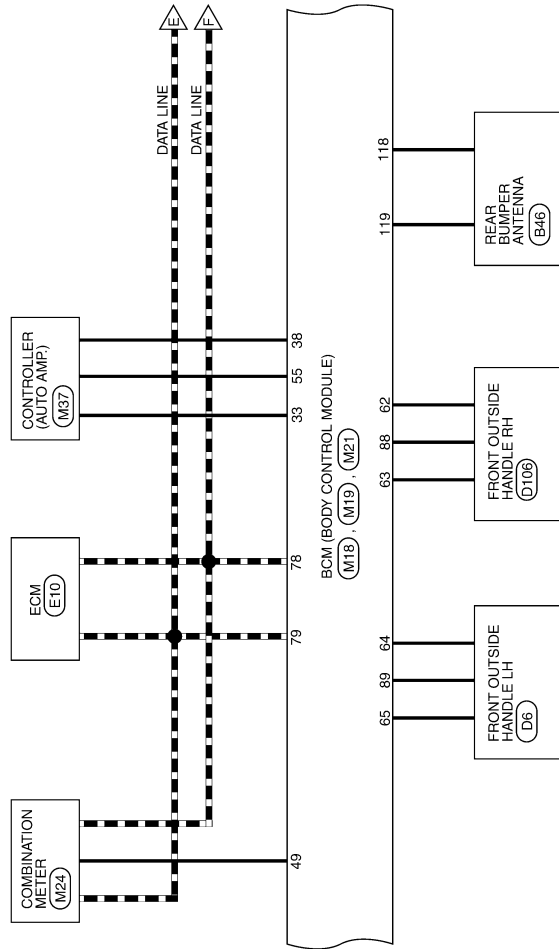 COMBINATION
METER
M24
ECM
E10
CONTROLLER
(AUTO AMP.)
M37
DATA LINE
E
DATA LINE
F
49
79
78
33
55
38
BCM (BODY CONTROL MODULE)
M18 , M19 , M21
65
89
64
63
88
62
119
118
FRONT OUTSIDE
HANDLE LH
D6
FRONT OUTSIDE
HANDLE RH
D106
REAR
BUMPER
ANTENNA
B46